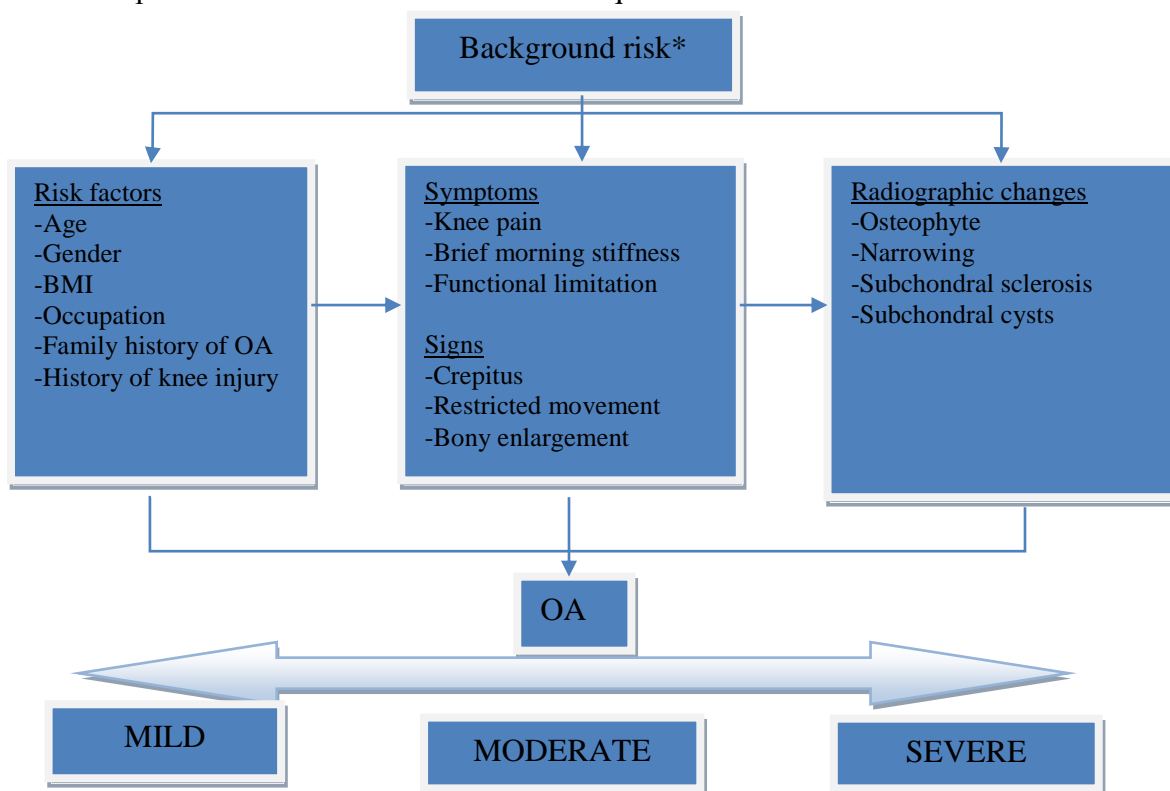 Background risk*
Risk factors
-Age
-Gender
-BMI
-Occupation
-Family history of OA
-History of knee injury
Symptoms
-Knee pain
-Brief morning stiffness
-Functional limitation
Signs
-Crepitus
-Restricted movement
-Bony enlargement
Radiographic changes
-Osteophyte
-Narrowing
-Subchondral sclerosis
-Subchondral cysts
OA
MILD
MODERATE
SEVERE